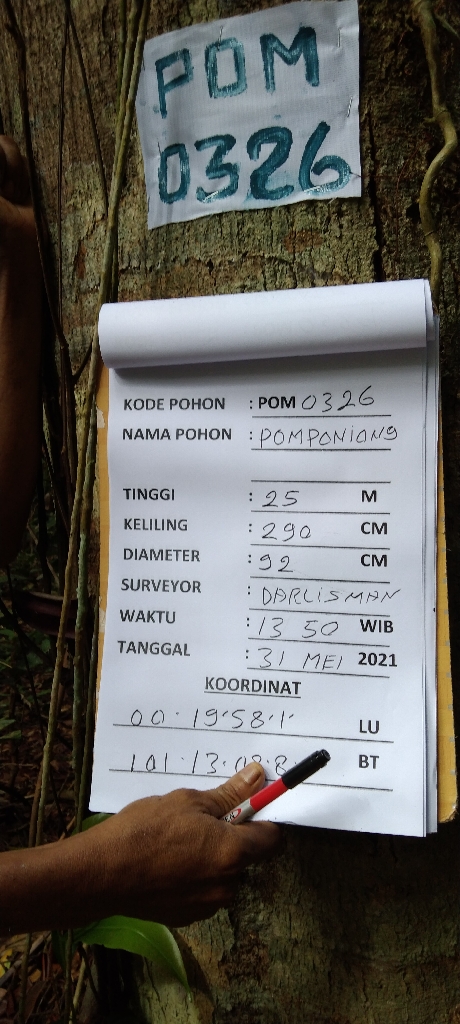 POM
0326
KODE POHON : POM 0326
NAMA POHON : POMPONIONG
TINGGI : 25 M
KELILING : 290 CM
DIAMETER : 92 CM
SURVEYOR : DARLISMAN
WAKTU : 13 50 WIB
TANGGAL : 31 MEI 2021
KOORDINAT
00.19.58.1 LU
101.13.08.8 BT